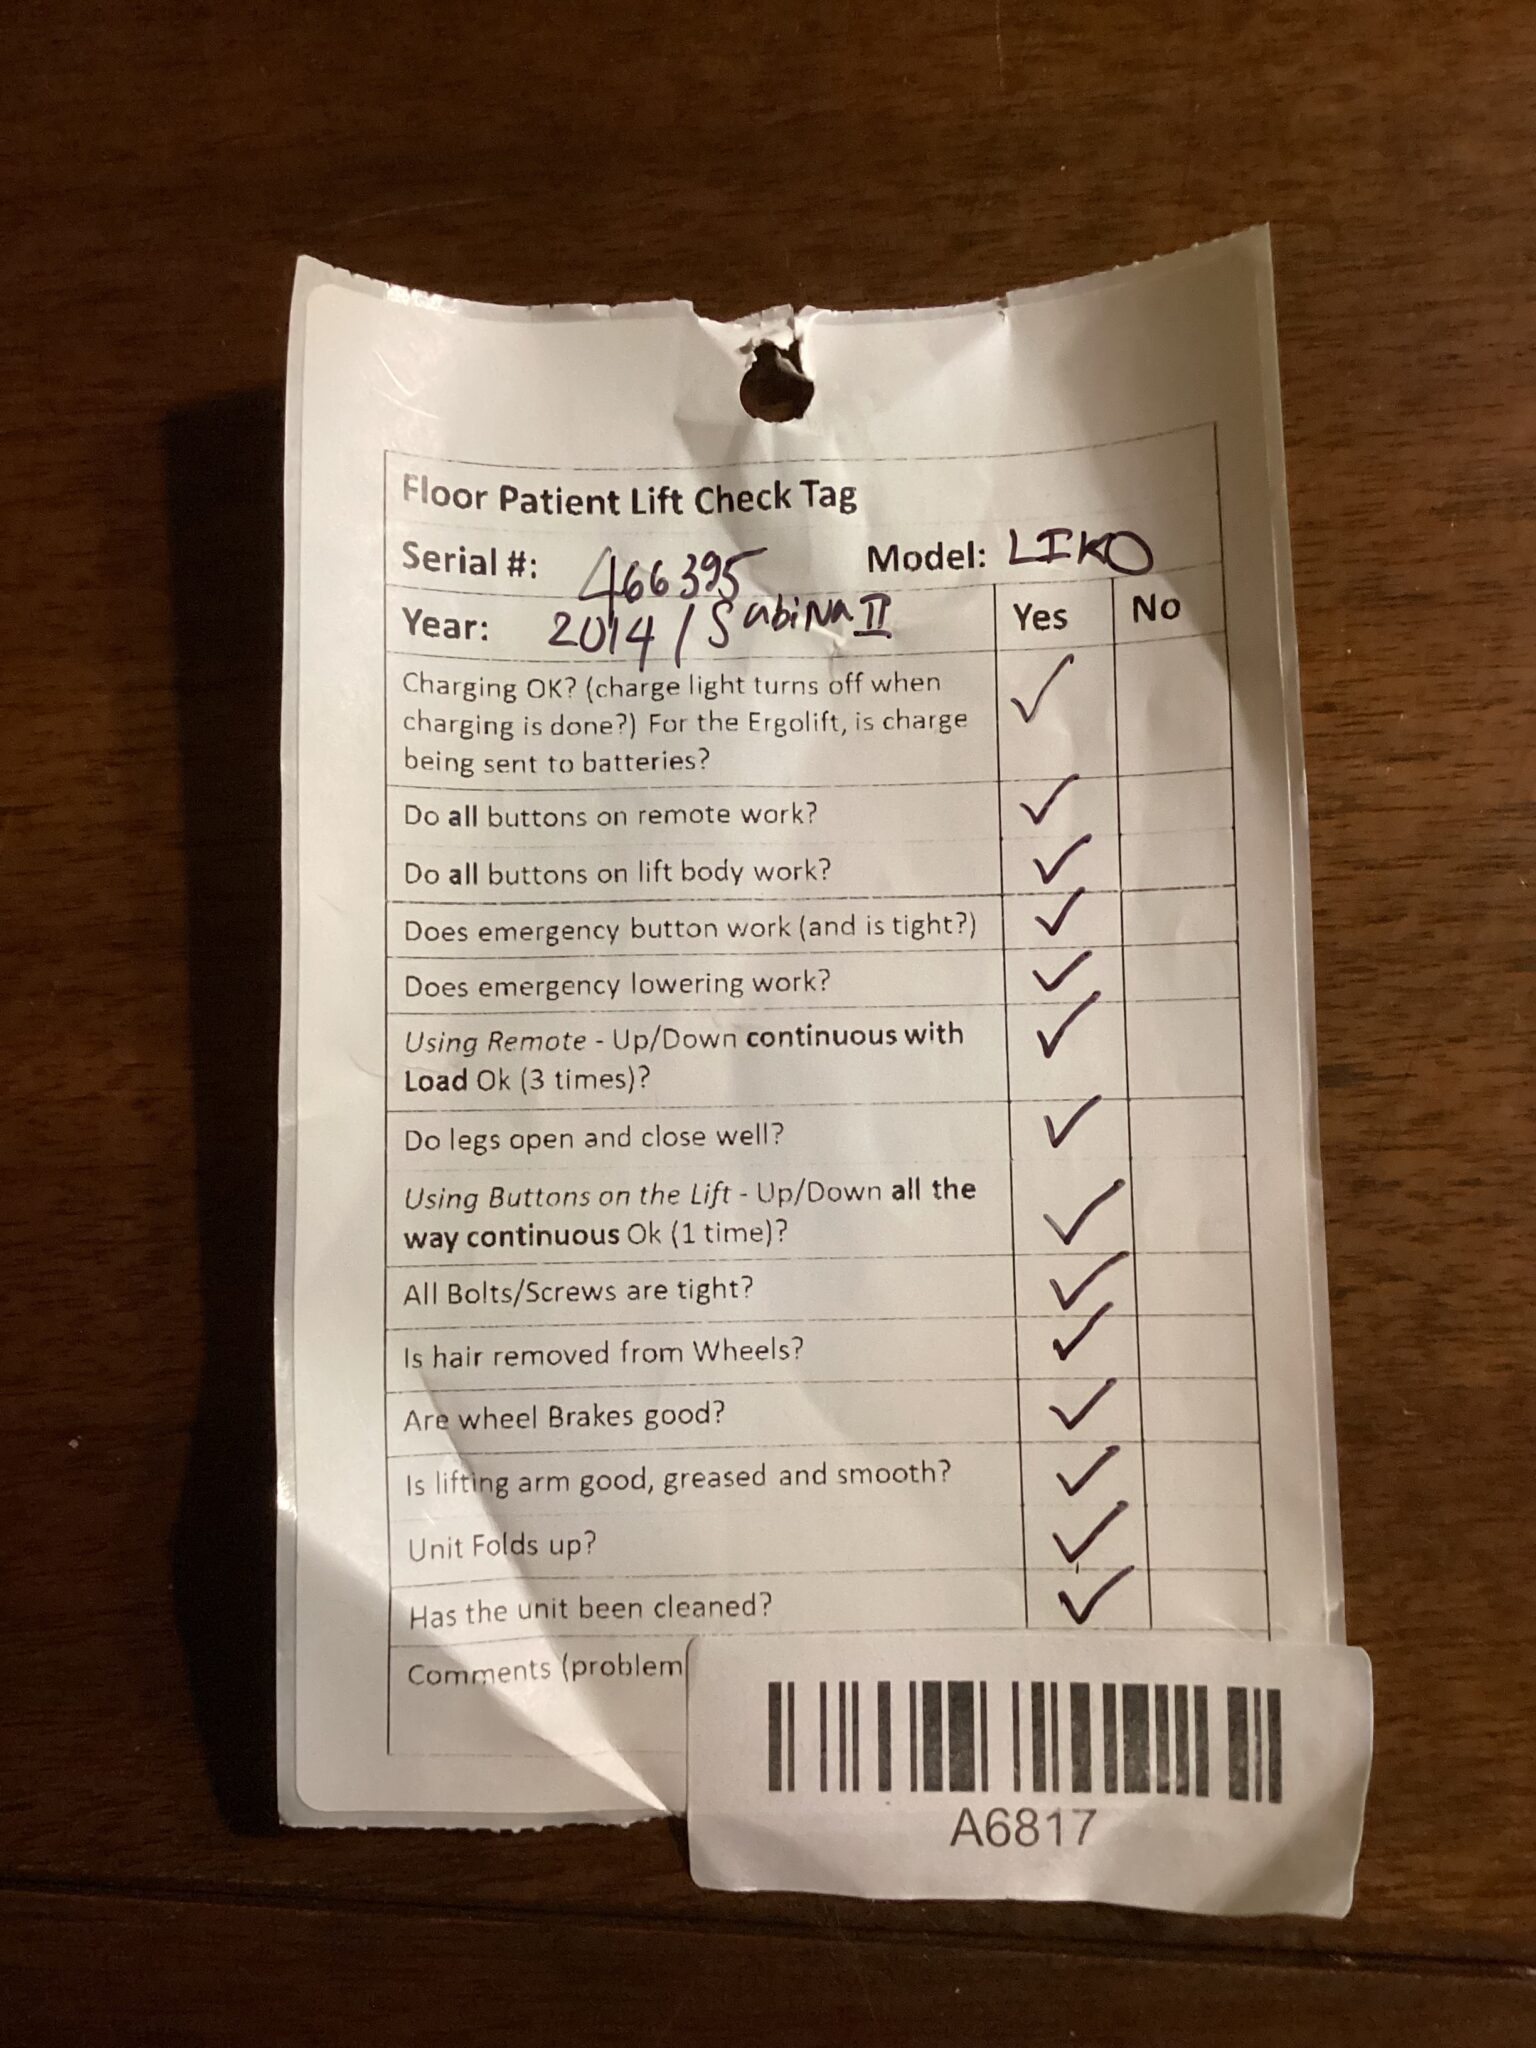 Floor Patient Lift Check Tag
Serial #: 466395 Model: LIKO
Year: 2014 / Sabina II Yes No
Charging OK? (charge light turns off when ✓
charging is done?) For the Ergolift, is charge
being sent to batteries?
Do all buttons on remote work? ✓
Do all buttons on lift body work? ✓
Does emergency button work (and is tight?) ✓
Does emergency lowering work? ✓
Using Remote - Up/Down continuous with ✓
Load Ok (3 times)?
Do legs open and close well? ✓
Using Buttons on the Lift - Up/Down all the ✓
way continuous Ok (1 time)?
All Bolts/Screws are tight? ✓
Is hair removed from Wheels? ✓
Are wheel Brakes good? ✓
Is lifting arm good, greased and smooth? ✓
Unit Folds up? ✓
Has the unit been cleaned? ✓
Comments (problem
A6817